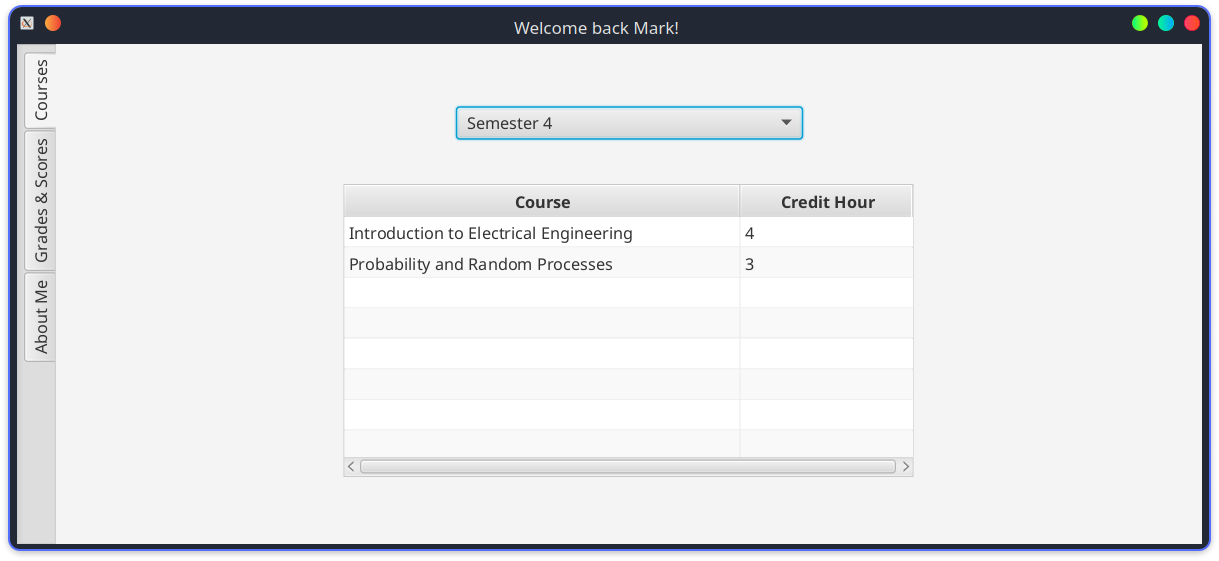 Welcome back Mark!
Courses
Grades & Scores
About Me
Semester 4
Course Credit Hour
Introduction to Electrical Engineering 4
Probability and Random Processes 3